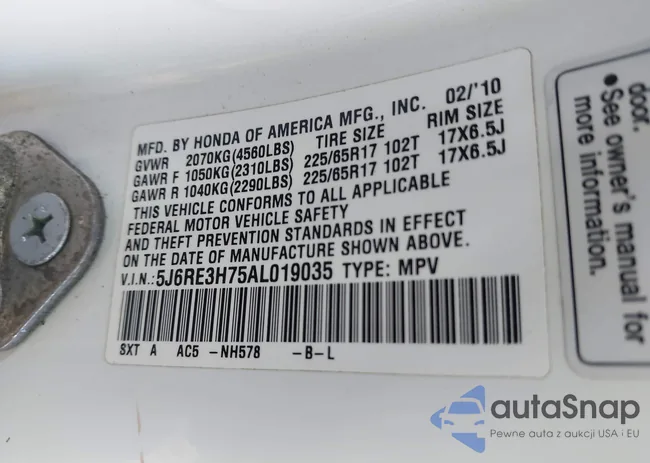 MFD. BY HONDA OF AMERICA MFG., INC. 02/'10
GVWR 2070KG(4560LBS) TIRE SIZE RIM SIZE
GAWR F 1050KG(2310LBS) 225/65R17 102T 17X6.5J
GAWR R 1040KG(2290LBS) 225/65R17 102T 17X6.5J
THIS VEHICLE CONFORMS TO ALL APPLICABLE
FEDERAL MOTOR VEHICLE SAFETY
AND THEFT PREVENTION STANDARDS IN EFFECT
ON THE DATE OF MANUFACTURE SHOWN ABOVE.
V.I.N.: 5J6RE3H75AL019035 TYPE: MPV
SXT A AC5 -NH578 -B-L
door.
• See owner's manual for
more information.
autaSnap
Pewne auta z aukcji USA i EU